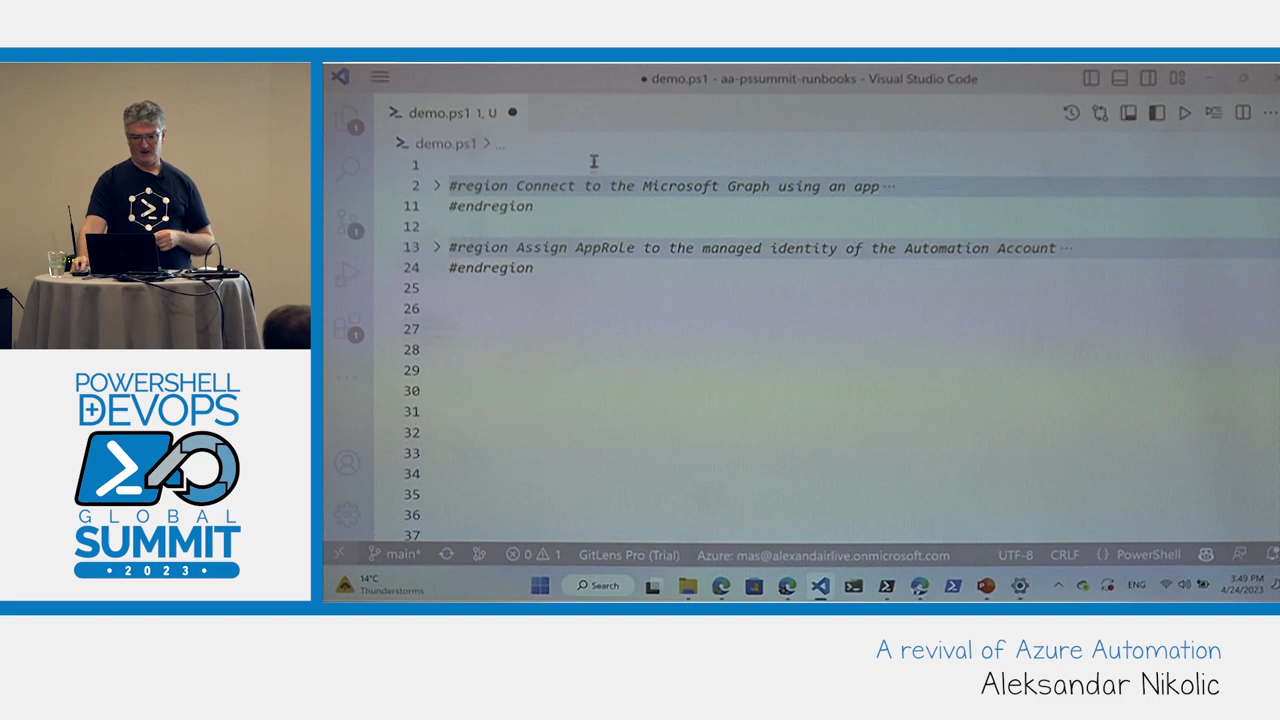 demo.ps1 - aa-pssummit-runbooks - Visual Studio Code
demo.ps1 1, U
demo.ps1 > ...
1
2 > #region Connect to the Microsoft Graph using an app ...
11 #endregion
12
13 > #region Assign AppRole to the managed identity of the Automation Account ...
24 #endregion
25
26
27
28
29
30
31
32
33
34
35
36
37
main* 0 1 GitLens Pro (Trial) Azure: mas@alexandairlive.onmicrosoft.com UTF-8 CRLF {} PowerShell
14°C
Thunderstorms
Search
ENG
3:49 PM
4/24/2023
POWERSHELL
+ DEVOPS
GLOBAL
SUMMIT
• 2023 •
A revival of Azure Automation
Aleksandar Nikolic